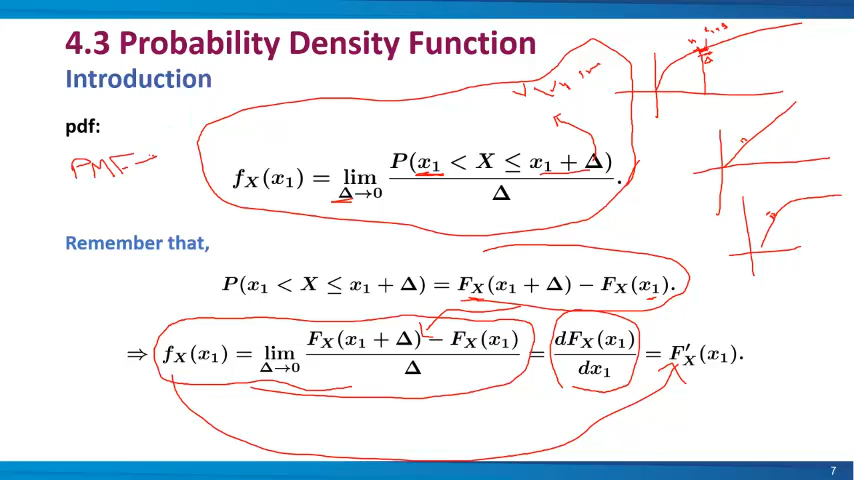 4.3 Probability Density Function
Introduction
pdf:
PMF
f_X(x_1) = lim_{Δ→0} P(x_1 < X ≤ x_1 + Δ) / Δ.
Remember that,
P(x_1 < X ≤ x_1 + Δ) = F_X(x_1 + Δ) − F_X(x_1).
⇒ f_X(x_1) = lim_{Δ→0} F_X(x_1 + Δ) − F_X(x_1) / Δ = dF_X(x_1) / dx_1 = F′_X(x_1).
7